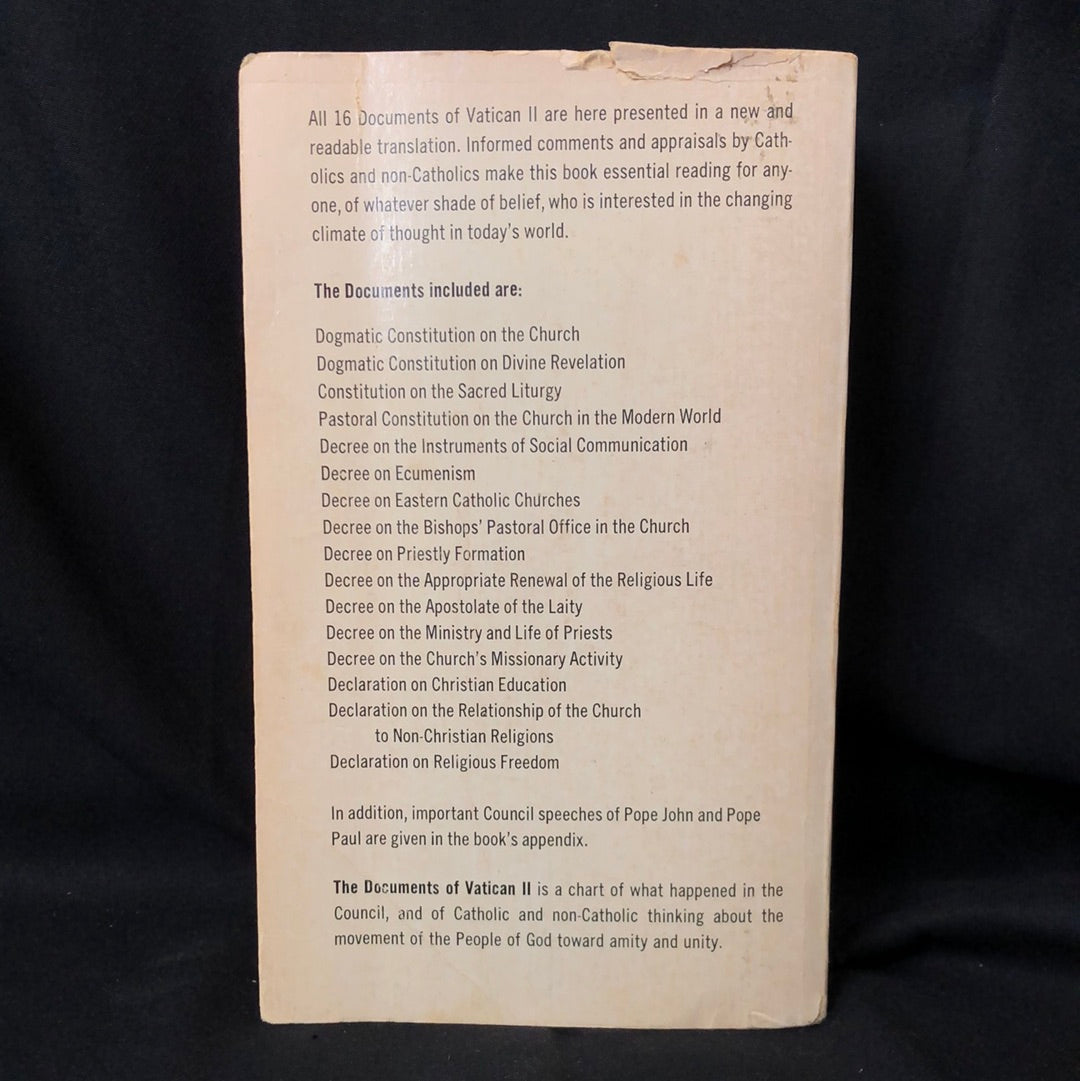 All 16 Documents of Vatican II are here presented in a new and
readable translation. Informed comments and appraisals by Cath-
olics and non-Catholics make this book essential reading for any-
one, of whatever shade of belief, who is interested in the changing
climate of thought in today's world.
The Documents included are:
Dogmatic Constitution on the Church
Dogmatic Constitution on Divine Revelation
Constitution on the Sacred Liturgy
Pastoral Constitution on the Church in the Modern World
Decree on the Instruments of Social Communication
Decree on Ecumenism
Decree on Eastern Catholic Churches
Decree on the Bishops' Pastoral Office in the Church
Decree on Priestly Formation
Decree on the Appropriate Renewal of the Religious Life
Decree on the Apostolate of the Laity
Decree on the Ministry and Life of Priests
Decree on the Church's Missionary Activity
Declaration on Christian Education
Declaration on the Relationship of the Church
to Non-Christian Religions
Declaration on Religious Freedom
In addition, important Council speeches of Pope John and Pope
Paul are given in the book's appendix.
The Documents of Vatican II is a chart of what happened in the
Council, and of Catholic and non-Catholic thinking about the
movement of the People of God toward amity and unity.